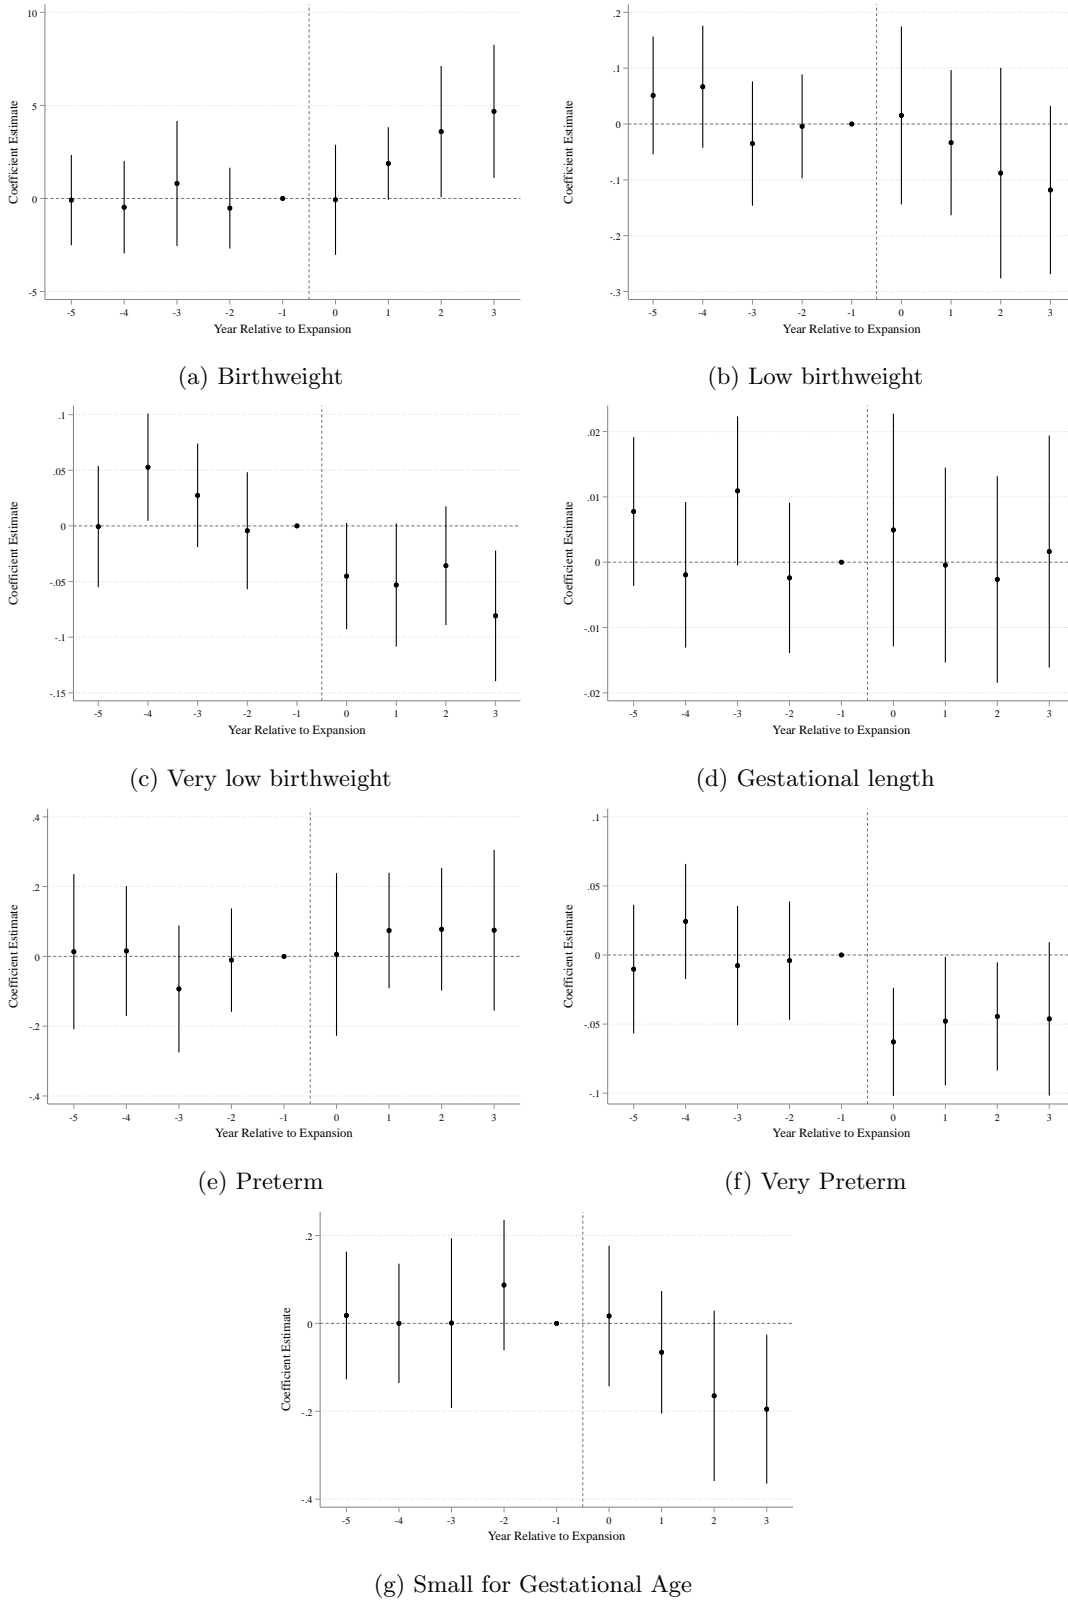 10
5
0
-5
Coefficient Estimate
-5 -4 -3 -2 -1 0 1 2 3
Year Relative to Expansion
(a) Birthweight
.2
.1
0
-.1
-.2
-.3
Coefficient Estimate
-5 -4 -3 -2 -1 0 1 2 3
Year Relative to Expansion
(b) Low birthweight
.1
.05
0
-.05
-.1
-.15
Coefficient Estimate
-5 -4 -3 -2 -1 0 1 2 3
Year Relative to Expansion
(c) Very low birthweight
.02
.01
0
-.01
-.02
Coefficient Estimate
-5 -4 -3 -2 -1 0 1 2 3
Year Relative to Expansion
(d) Gestational length
.4
.2
0
-.2
-.4
Coefficient Estimate
-5 -4 -3 -2 -1 0 1 2 3
Year Relative to Expansion
(e) Preterm
.1
.05
0
-.05
-.1
Coefficient Estimate
-5 -4 -3 -2 -1 0 1 2 3
Year Relative to Expansion
(f) Very Preterm
.2
0
-.2
-.4
Coefficient Estimate
-5 -4 -3 -2 -1 0 1 2 3
Year Relative to Expansion
(g) Small for Gestational Age